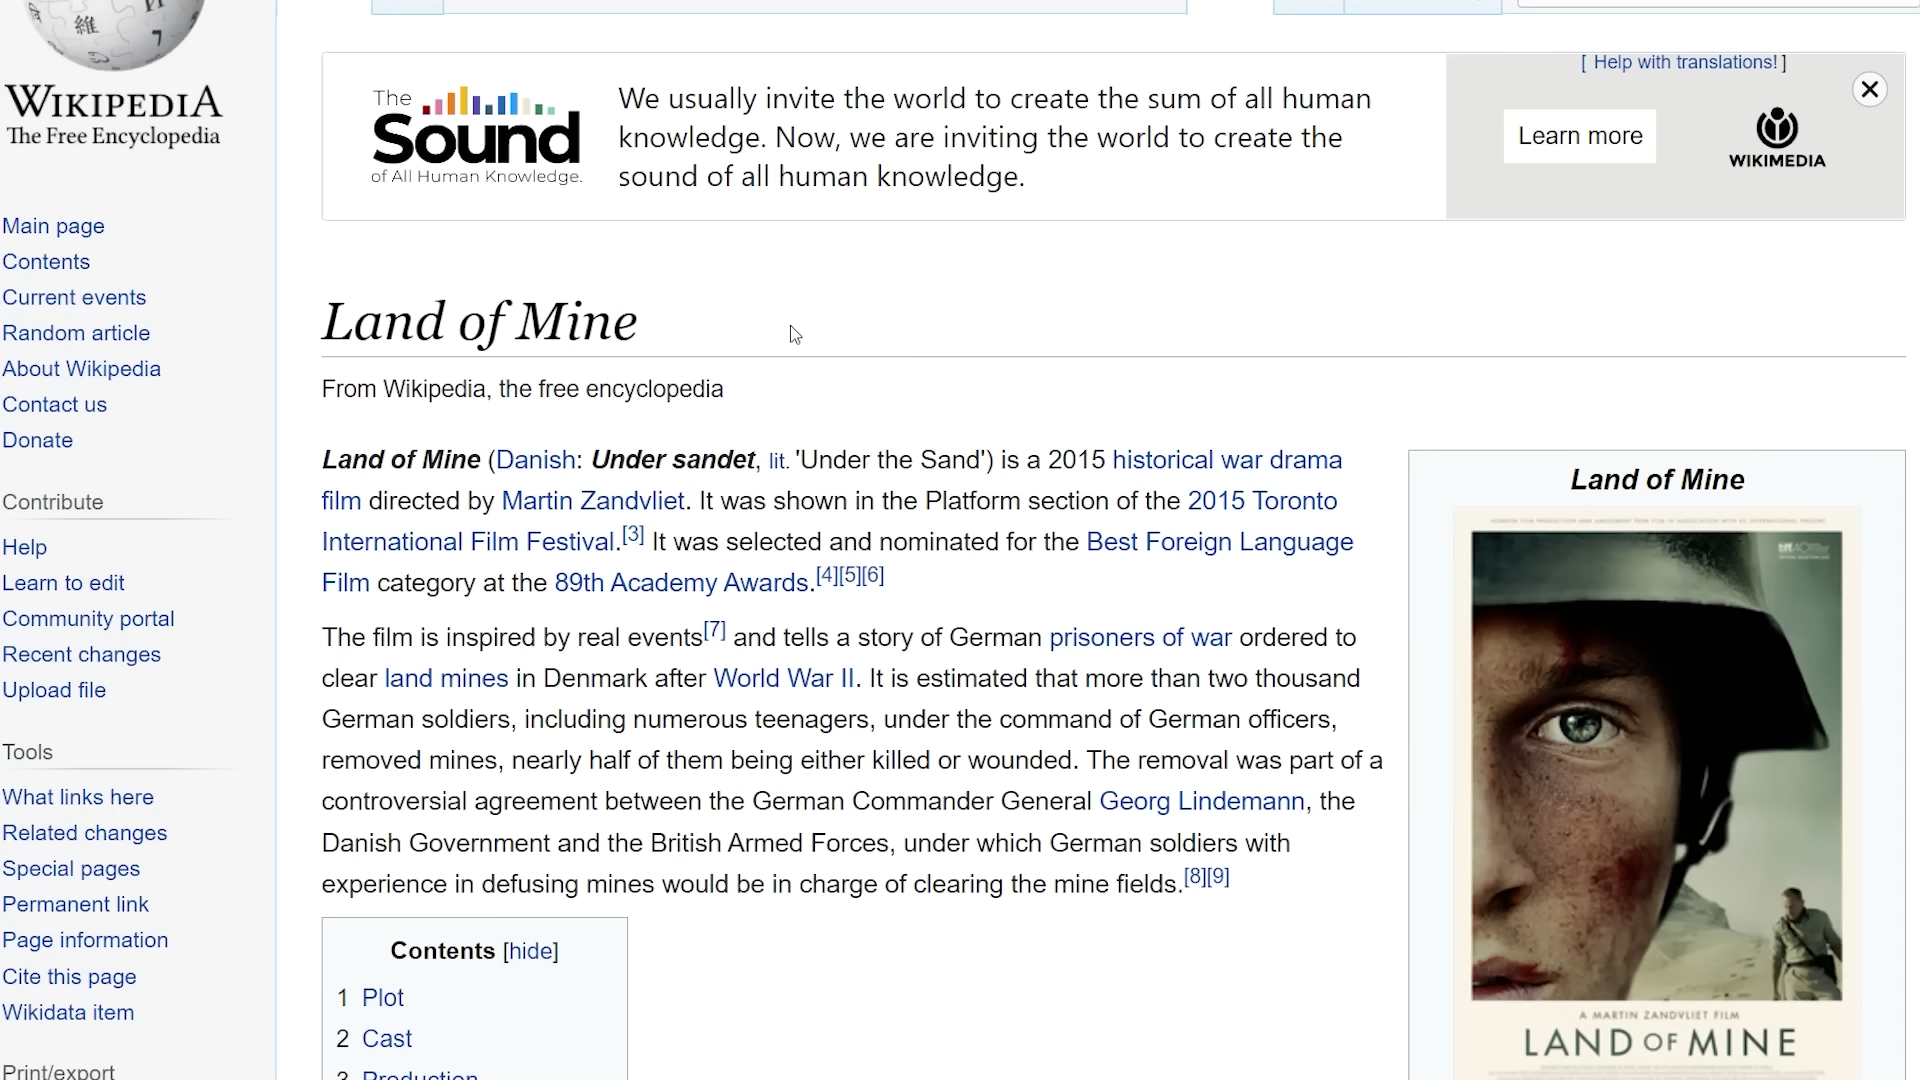 WIKIPEDIA
The Free Encyclopedia
Main page
Contents
Current events
Random article
About Wikipedia
Contact us
Donate
Contribute
Help
Learn to edit
Community portal
Recent changes
Upload file
Tools
What links here
Related changes
Special pages
Permanent link
Page information
Cite this page
Wikidata item
Print/export
The
Sound
of All Human Knowledge.
We usually invite the world to create the sum of all human
knowledge. Now, we are inviting the world to create the
sound of all human knowledge.
[ Help with translations! ]
Learn more
WIKIMEDIA
Land of Mine
From Wikipedia, the free encyclopedia
Land of Mine (Danish: Under sandet, lit. 'Under the Sand') is a 2015 historical war drama
film directed by Martin Zandvliet. It was shown in the Platform section of the 2015 Toronto
International Film Festival.[3] It was selected and nominated for the Best Foreign Language
Film category at the 89th Academy Awards.[4][5][6]
The film is inspired by real events[7] and tells a story of German prisoners of war ordered to
clear land mines in Denmark after World War II. It is estimated that more than two thousand
German soldiers, including numerous teenagers, under the command of German officers,
removed mines, nearly half of them being either killed or wounded. The removal was part of a
controversial agreement between the German Commander General Georg Lindemann, the
Danish Government and the British Armed Forces, under which German soldiers with
experience in defusing mines would be in charge of clearing the mine fields.[8][9]
Contents [hide]
1 Plot
2 Cast
3 Production
Land of Mine
A MARTIN ZANDVLIET FILM
LAND OF MINE